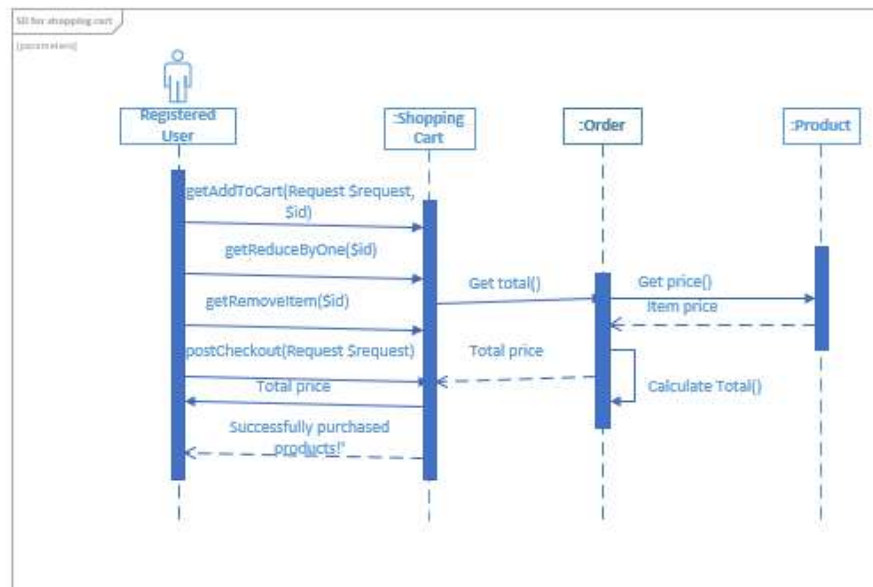 SD for shopping cart
[parameters]
Registered
User
:Shopping
Cart
:Order
:Product
getAddToCart(Request $request,
$id)
getReduceByOne($id)
Get total()
Get price()
getRemoveItem($id)
Item price
postCheckout(Request $request)
Total price
Total price
Calculate Total()
Successfully purchased
products!'